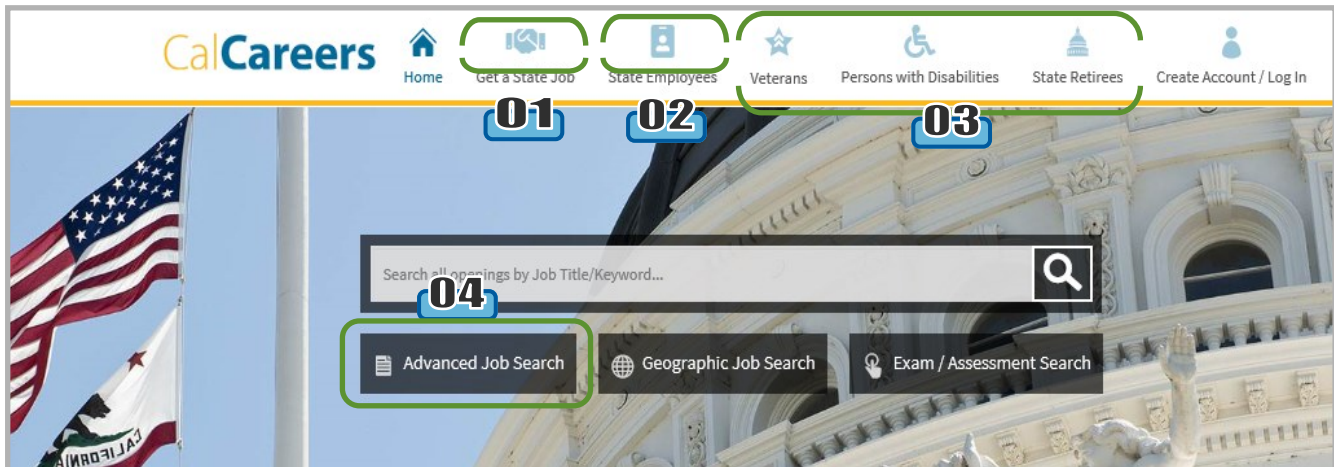 CalCareers
Home Get a State Job State Employees Veterans Persons with Disabilities State Retirees Create Account / Log In
01 02 03
Search all openings by Job Title/Keyword...
04
Advanced Job Search Geographic Job Search Exam / Assessment Search
CALIFORNIA